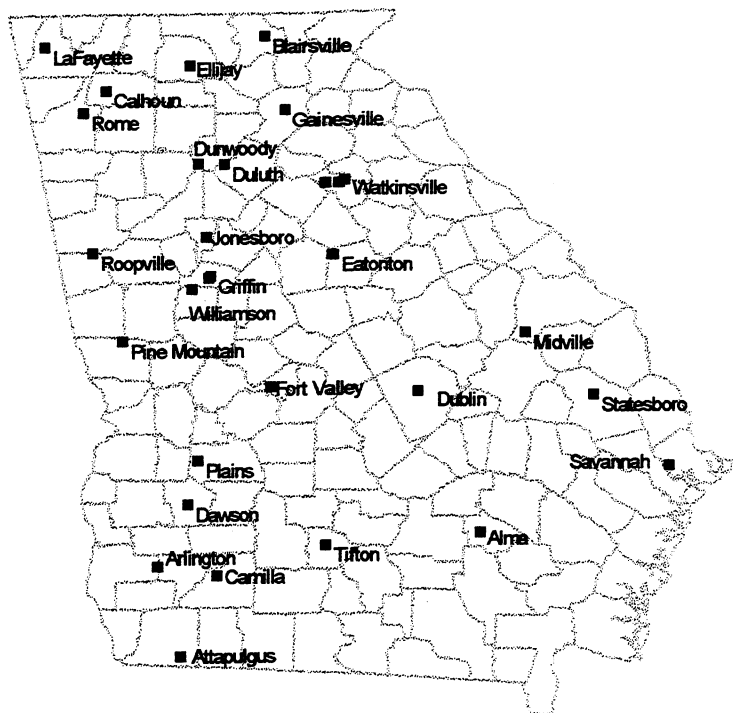 Blairsville
LaFayette
Ellijay
Calhoun
Gainesville
Rome
Dunwoody
Duluth
Watkinsville
Jonesboro
Roopville
Eatonton
Griffin
Williamson
Midville
Pine Mountain
Fort Valley
Dublin
Statesboro
Savannah
Plains
Dawson
Alma
Tifton
Arlington
Camilla
Attapulgus